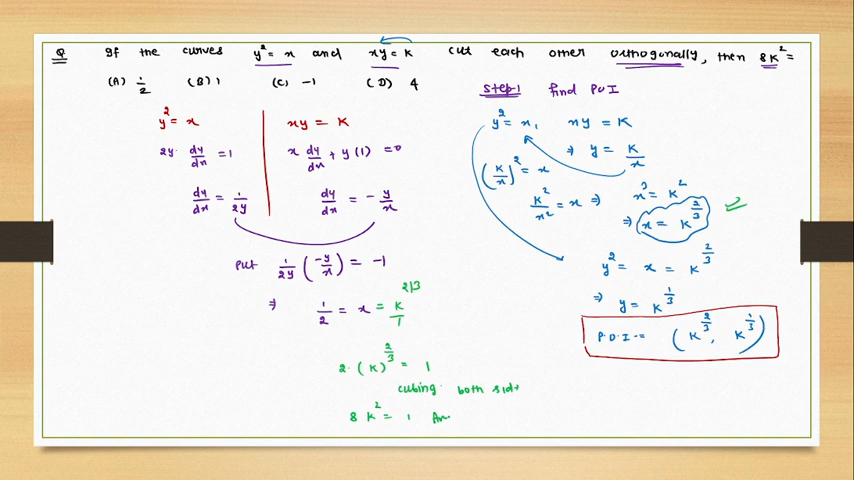 Q If the curves y² = x and xy = K cut each other orthogonally, then 8K² =
(A) 1/2 (B) 1 (C) -1 (D) 4
y² = x
2y · dy/dx = 1
dy/dx = 1/2y
xy = K
x dy/dx + y(1) = 0
dy/dx = - y/x
Put 1/2y (-y/x) = -1
⇒ 1/2 = x = K^2/3 / 1
2 · (K)^2/3 = 1
cubing both side
8K² = 1 Ans
Step-1 find POI
y² = x, xy = K
⇒ y = K/x
(K/x)² = x
K²/x² = x ⇒ x³ = K²
⇒ x = K^2/3
y² = x = K^2/3
⇒ y = K^1/3
P.O.I = (K^2/3, K^1/3)